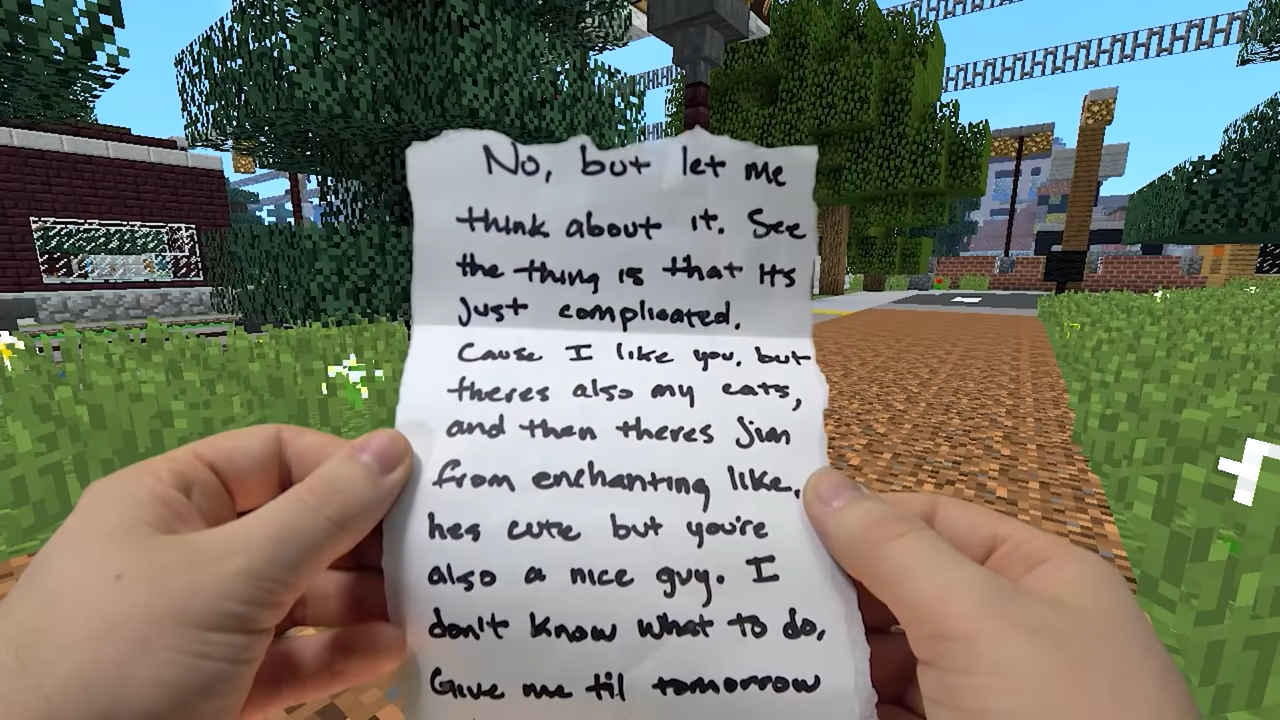 No, but let me
think about it. See
the thing is that its
just complicated.
Cause I like you, but
theres also my cats,
and then theres Jim
from enchanting like,
hes cute but you're
also a nice guy. I
don't know what to do,
Give me til tomorrow